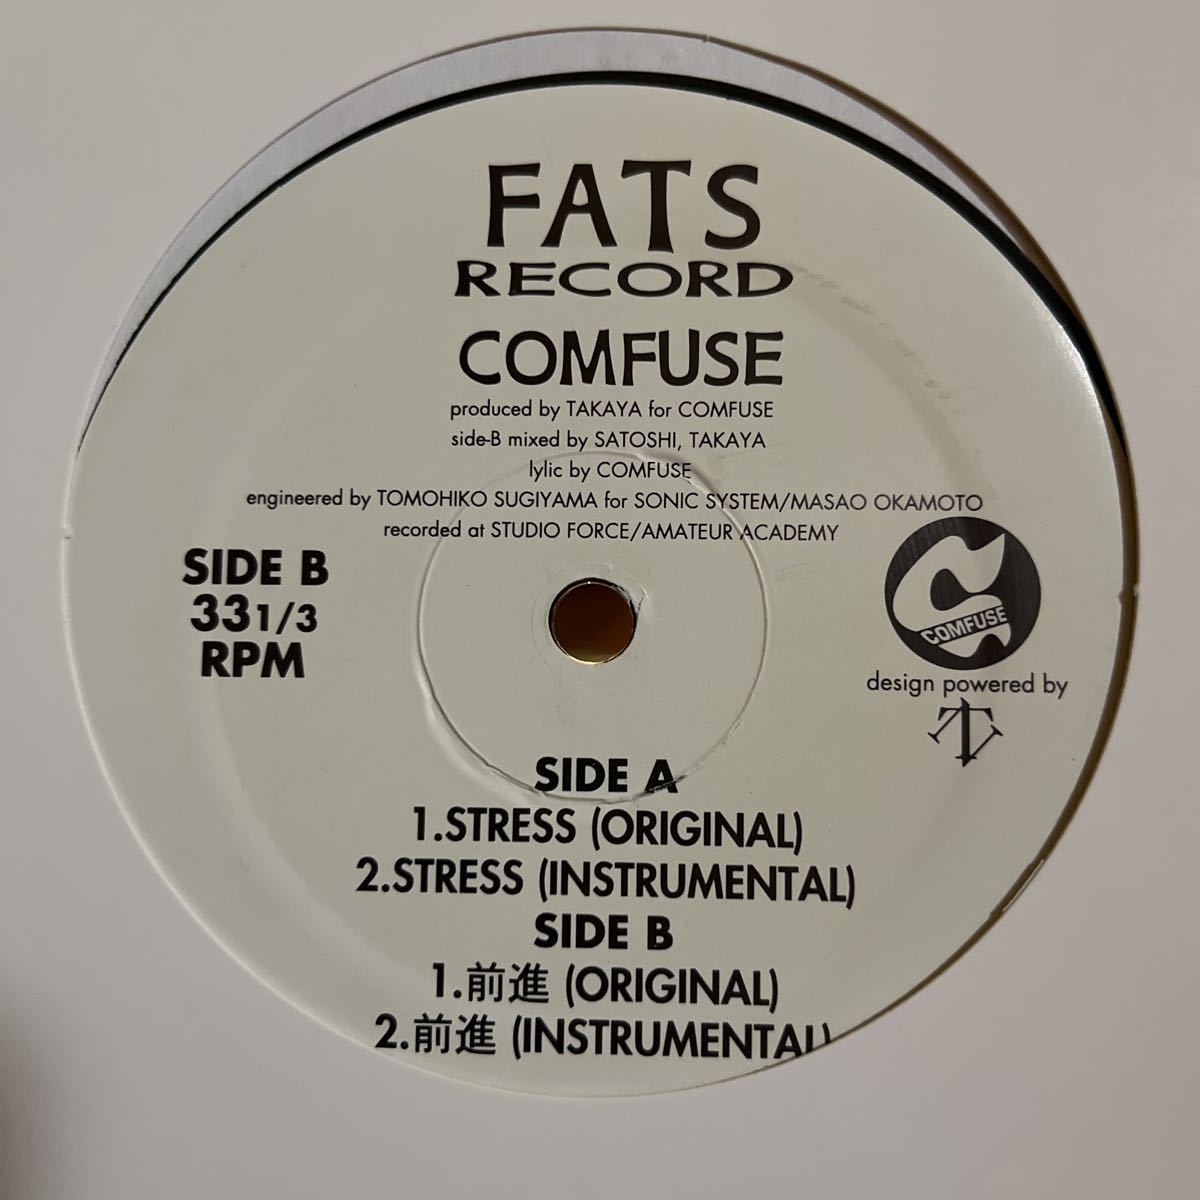 FATS
RECORD
COMFUSE
produced by TAKAYA for COMFUSE
side-B mixed by SATOSHI, TAKAYA
lylic by COMFUSE
engineered by TOMOHIKO SUGIYAMA for SONIC SYSTEM/MASAO OKAMOTO
recorded at STUDIO FORCE/AMATEUR ACADEMY
SIDE B
33 1/3
RPM
COMFUSE
design powered by
SIDE A
1.STRESS (ORIGINAL)
2.STRESS (INSTRUMENTAL)
SIDE B
1.前進 (ORIGINAL)
2.前進 (INSTRUMENTAL)